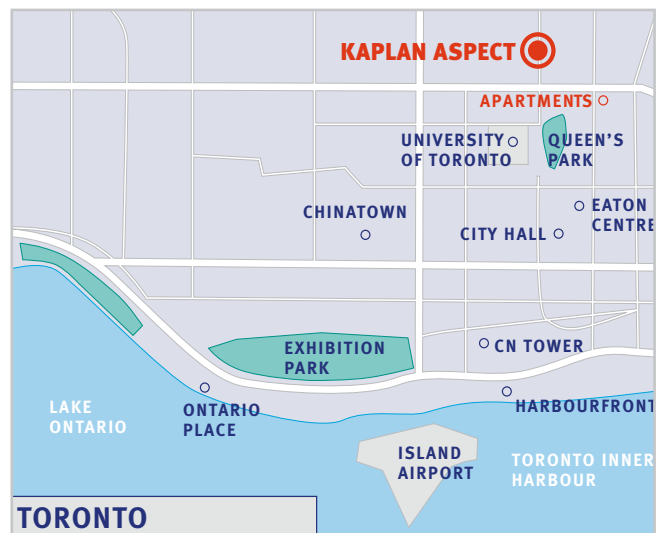 KAPLAN ASPECT
APARTMENTS
UNIVERSITY
OF TORONTO
QUEEN'S
PARK
CHINATOWN
EATON
CENTRE
CITY HALL
EXHIBITION
PARK
CN TOWER
LAKE
ONTARIO
ONTARIO
PLACE
HARBOURFRONT
ISLAND
AIRPORT
TORONTO INNER
HARBOUR
TORONTO